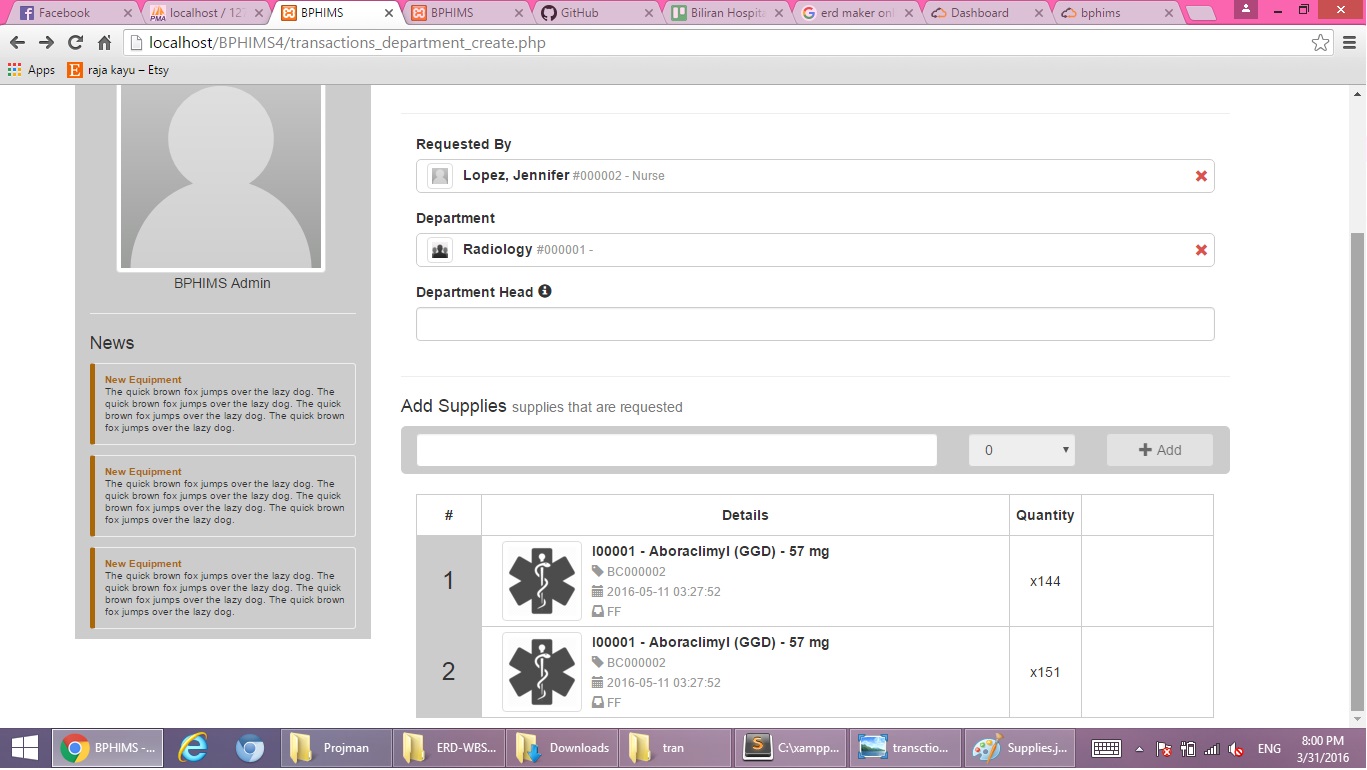 Facebook
localhost / 127
BPHIMS
BPHIMS
GitHub
Biliran Hospita
erd maker onl
Dashboard
bphims
localhost/BPHIMS4/transactions_department_create.php
Apps
raja kayu – Etsy
BPHIMS Admin
News
New Equipment
The quick brown fox jumps over the lazy dog. The
quick brown fox jumps over the lazy dog. The quick
brown fox jumps over the lazy dog. The quick brown
fox jumps over the lazy dog.
New Equipment
The quick brown fox jumps over the lazy dog. The
quick brown fox jumps over the lazy dog. The quick
brown fox jumps over the lazy dog. The quick brown
fox jumps over the lazy dog.
New Equipment
The quick brown fox jumps over the lazy dog. The
quick brown fox jumps over the lazy dog. The quick
brown fox jumps over the lazy dog. The quick brown
fox jumps over the lazy dog.
Requested By
Lopez, Jennifer #000002 - Nurse
Department
Radiology #000001 -
Department Head
Add Supplies supplies that are requested
0
Add
# Details Quantity
1
I00001 - Aboraclimyl (GGD) - 57 mg
BC000002
2016-05-11 03:27:52
FF
x144
2
I00001 - Aboraclimyl (GGD) - 57 mg
BC000002
2016-05-11 03:27:52
FF
x151
BPHIMS -...
Projman
ERD-WBS...
Downloads
tran
C:\xampp...
transctio...
Supplies.j...
ENG
8:00 PM
3/31/2016